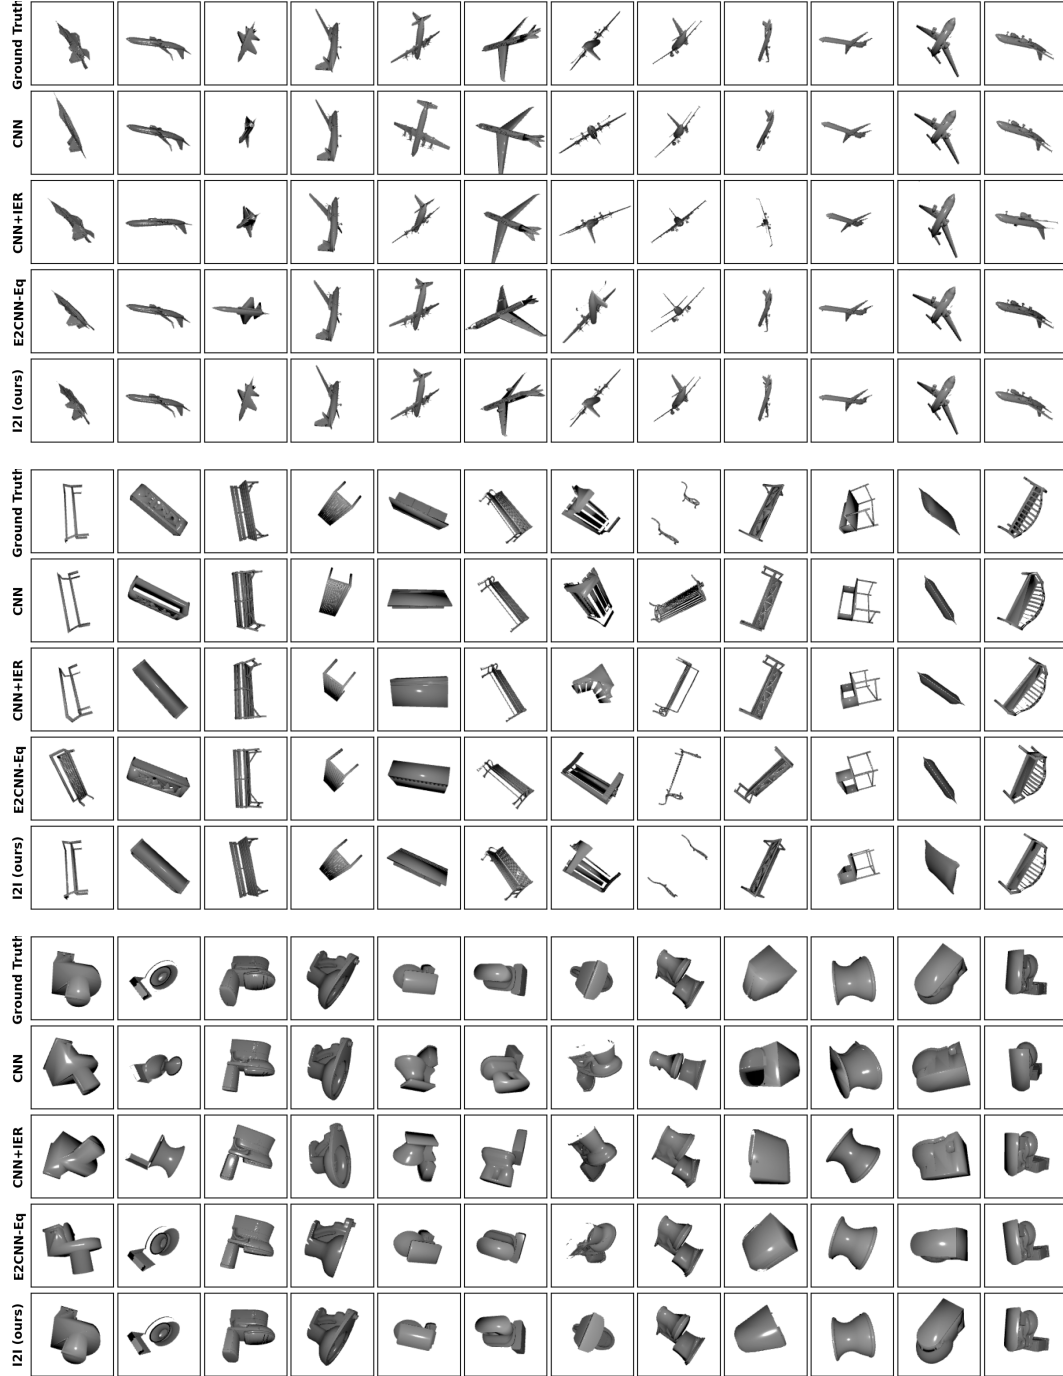 Ground Truth
CNN
CNN+IER
E2CNN-Eq
I2I (ours)
Ground Truth
CNN
CNN+IER
E2CNN-Eq
I2I (ours)
Ground Truth
CNN
CNN+IER
E2CNN-Eq
I2I (ours)